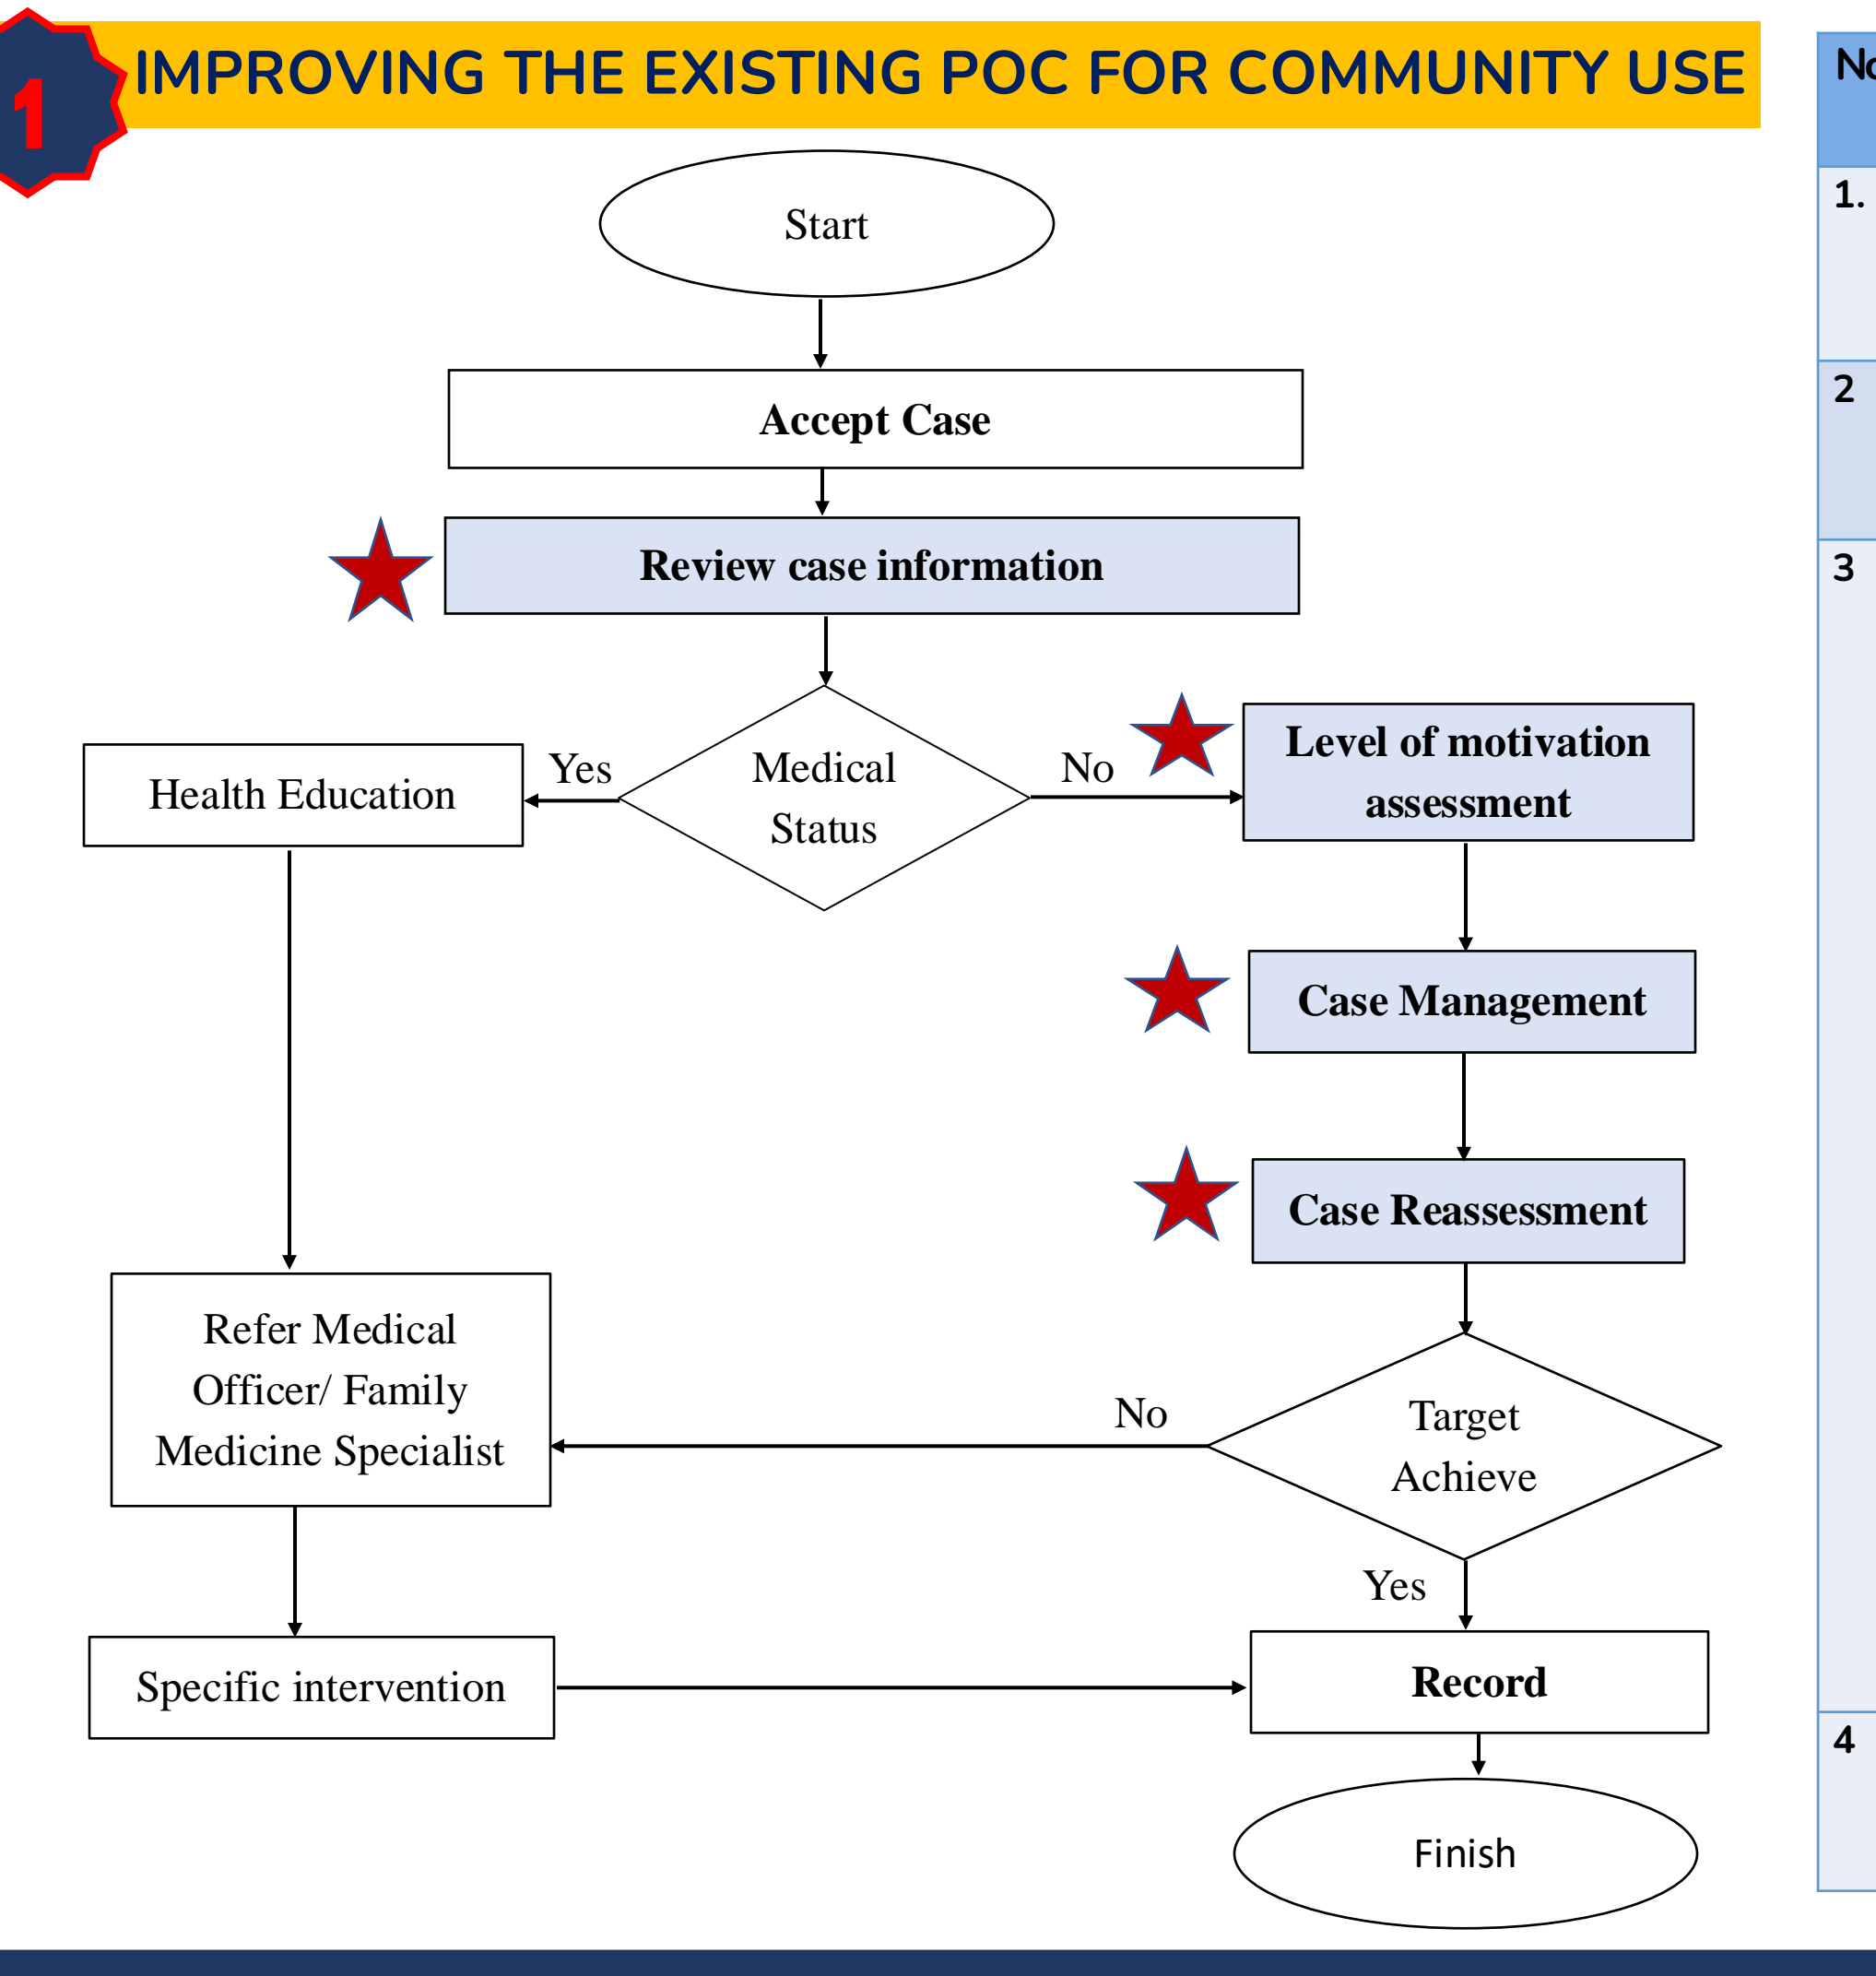 1
IMPROVING THE EXISTING POC FOR COMMUNITY USE
Start
Accept Case
Review case information
Medical
Status
Yes
No
Health Education
Level of motivation
assessment
Case Management
Case Reassessment
Refer Medical
Officer/ Family
Medicine Specialist
No
Target
Achieve
Yes
Specific intervention
Record
Finish
1.
2
3
4